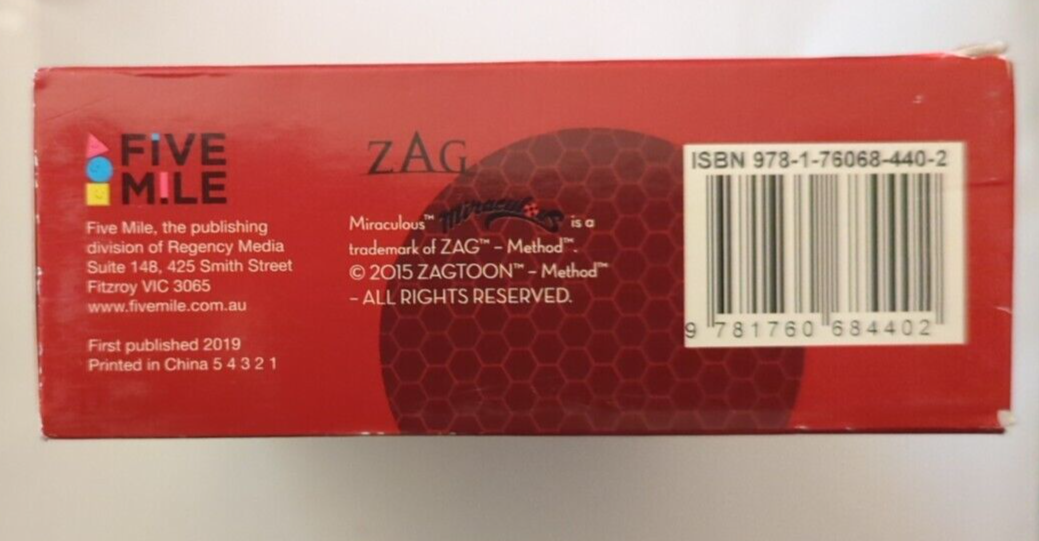 FiVE
MiLE
Five Mile, the publishing
division of Regency Media
Suite 148, 425 Smith Street
Fitzroy VIC 3065
www.fivemile.com.au
First published 2019
Printed in China 5 4 3 2 1
ZAG
Miraculous™ Miraculous is a
trademark of ZAG™ – Method™.
© 2015 ZAGTOON™ – Method™
– ALL RIGHTS RESERVED.
ISBN 978-1-76068-440-2
9 781760 684402